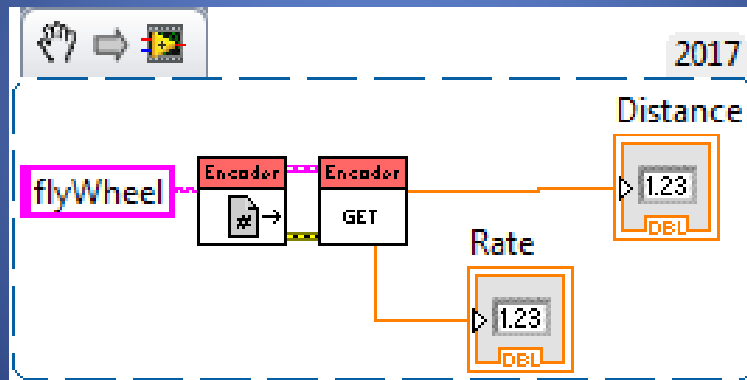 2017
Distance
flyWheel
Encoder
#
Encoder
GET
1.23
DBL
Rate
1.23
DBL